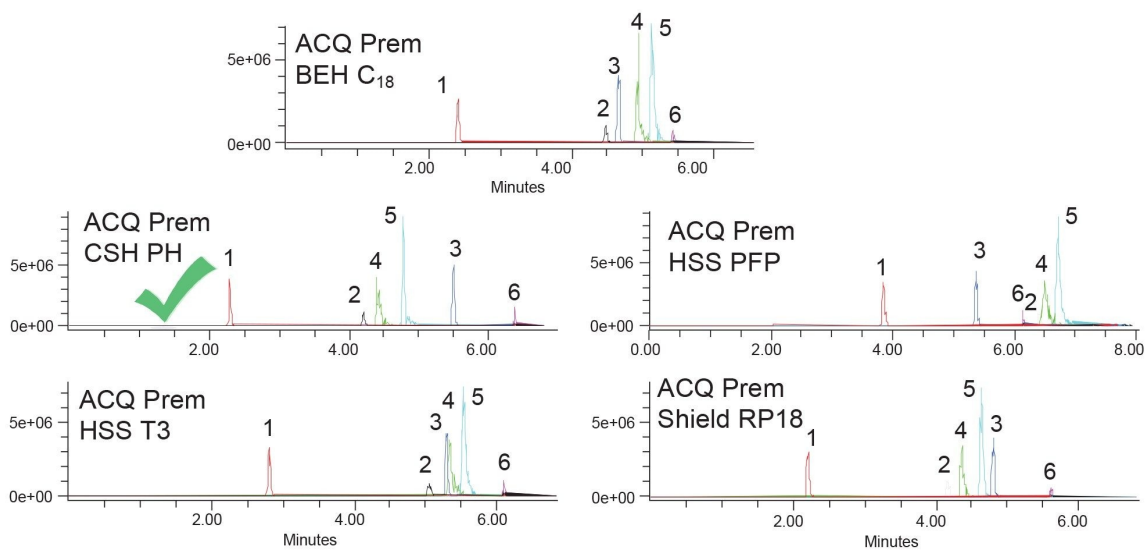 ACQ Prem
BEH C₁₈
5e+06
0e+00
1
2
3
4
5
6
2.00
4.00
6.00
Minutes
ACQ Prem
CSH PH
5e+06
0e+00
1
2
4
5
3
6
2.00
4.00
6.00
ACQ Prem
HSS PFP
5e+06
0e+00
1
3
6
2
4
5
0.00
2.00
4.00
6.00
8.00
ACQ Prem
HSS T3
5e+06
0e+00
1
2
3
4
5
6
2.00
4.00
6.00
Minutes
ACQ Prem
Shield RP18
5e+06
0e+00
1
2
4
5
3
6
2.00
4.00
6.00
Minutes